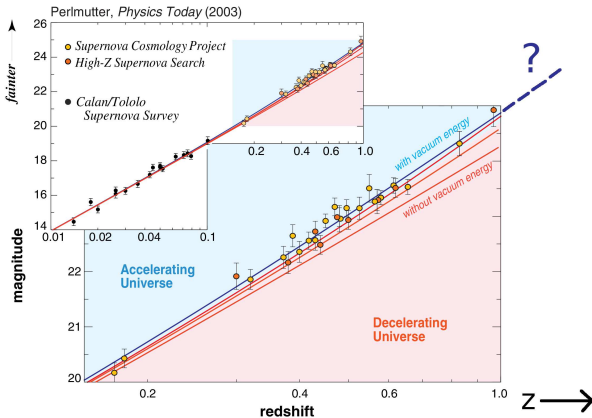 Perlmutter, Physics Today (2003)
fainter
magnitude
26
24
22
20
18
16
14
Supernova Cosmology Project
High-Z Supernova Search
Calan/Tololo
Supernova Survey
0.01
0.02
0.04
0.1
0.2
0.4
0.6
1.0
?
with vacuum energy
without vacuum energy
22
21
20
Accelerating
Universe
Decelerating
Universe
0.2
0.4
0.6
1.0
redshift
z